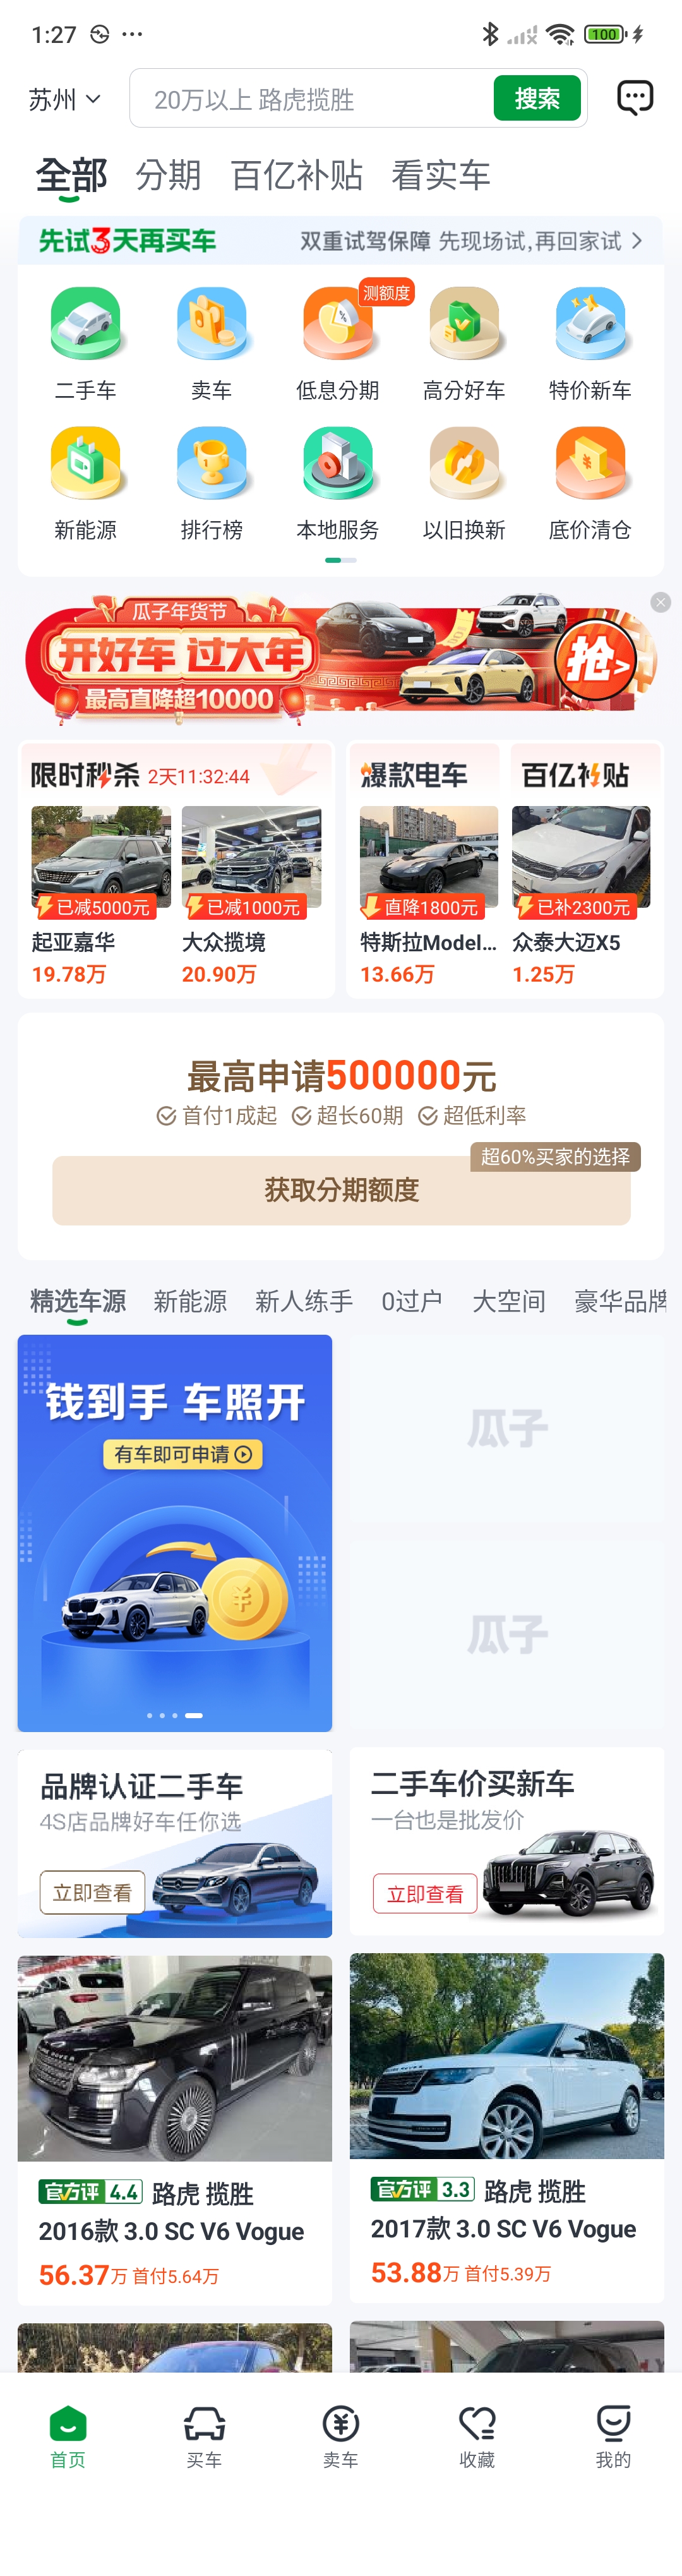 1:27
100
苏州
20万以上 路虎揽胜
搜索
全部 分期 百亿补贴 看实车
先试3天再买车
双重试驾保障 先现场试,再回家试
测额度
二手车 卖车 低息分期 高分好车 特价新车
新能源 排行榜 本地服务 以旧换新 底价清仓
瓜子年货节
开好车 过大年
最高直降超10000
抢>
限时秒杀 2天11:32:44
爆款电车
百亿补贴
已减5000元
已减1000元
直降1800元
已补2300元
起亚嘉华
大众揽境
特斯拉Model...
众泰大迈X5
19.78万
20.90万
13.66万
1.25万
最高申请500000元
首付1成起 超长60期 超低利率
超60%买家的选择
获取分期额度
精选车源 新能源 新人练手 0过户 大空间 豪华品牌
钱到手 车照开
有车即可申请
瓜子
瓜子
品牌认证二手车
4S店品牌好车任你选
立即查看
二手车价买新车
一台也是批发价
立即查看
官方评 4.4 路虎 揽胜
2016款 3.0 SC V6 Vogue
56.37万 首付5.64万
官方评 3.3 路虎 揽胜
2017款 3.0 SC V6 Vogue
53.88万 首付5.39万
首页 买车 卖车 收藏 我的